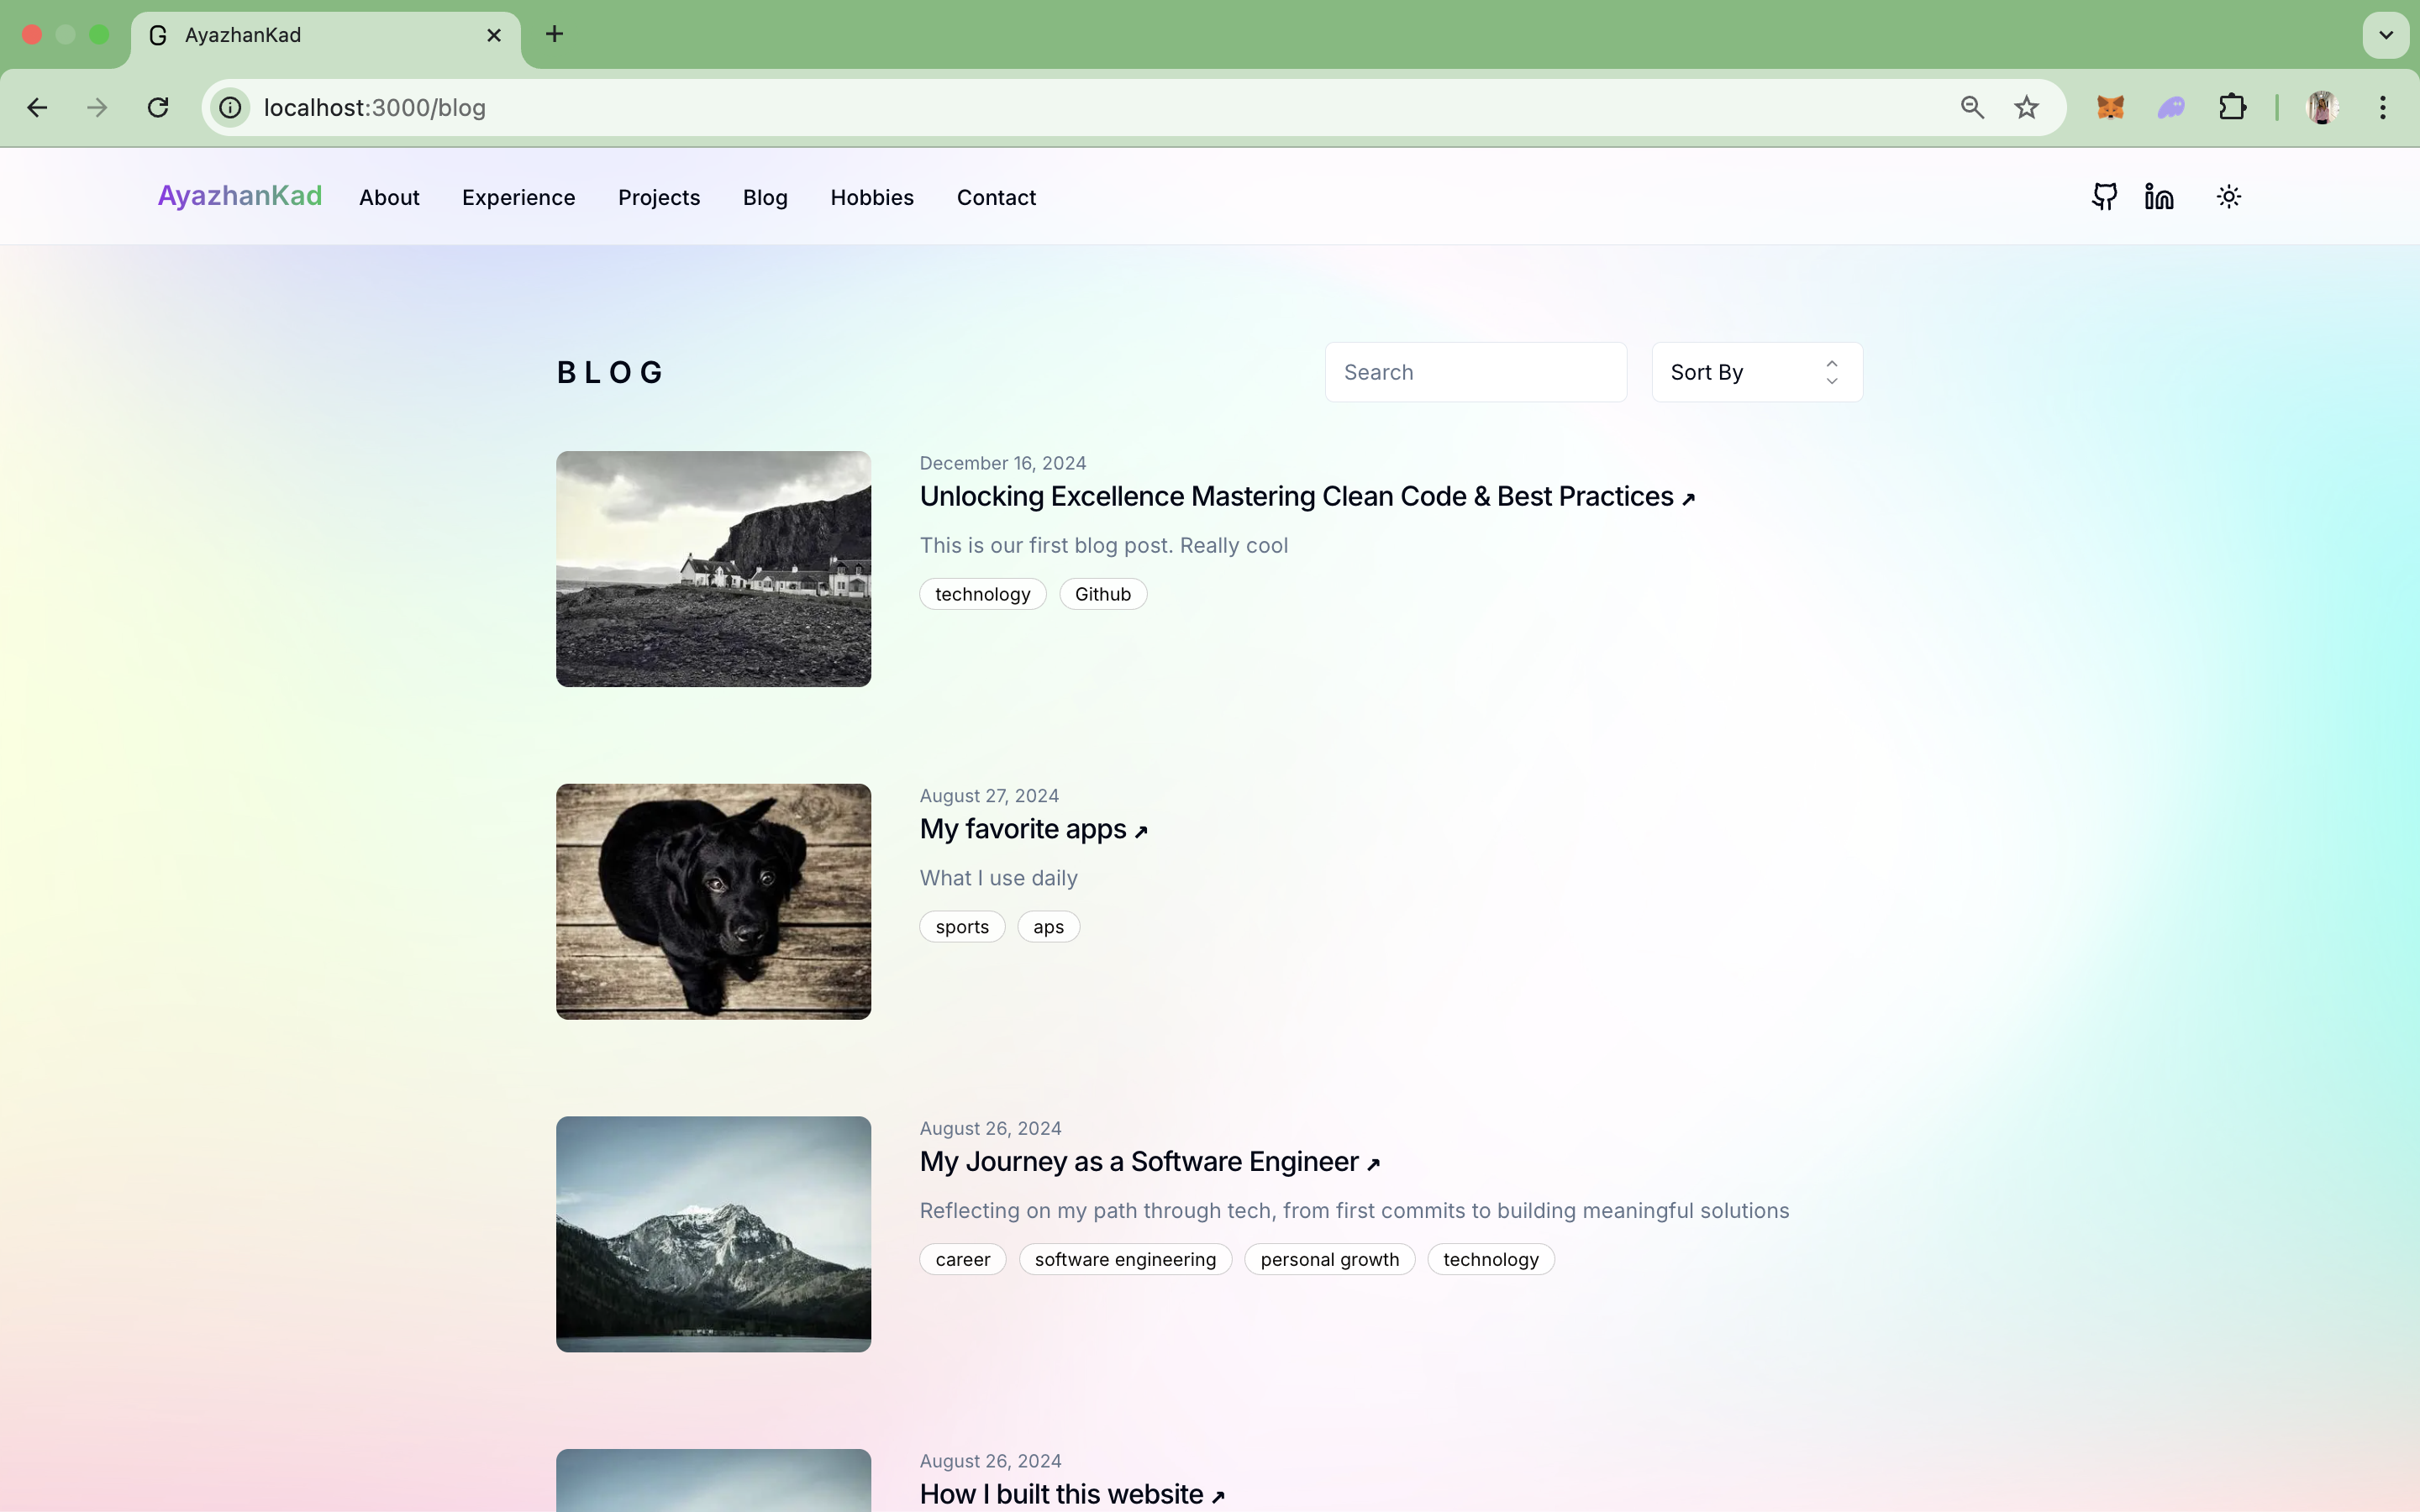 AyazhanKad
localhost:3000/blog
AyazhanKad About Experience Projects Blog Hobbies Contact
BLOG
Search
Sort By
December 16, 2024
Unlocking Excellence Mastering Clean Code & Best Practices ↗
This is our first blog post. Really cool
technology Github
August 27, 2024
My favorite apps ↗
What I use daily
sports aps
August 26, 2024
My Journey as a Software Engineer ↗
Reflecting on my path through tech, from first commits to building meaningful solutions
career software engineering personal growth technology
August 26, 2024
How I built this website ↗